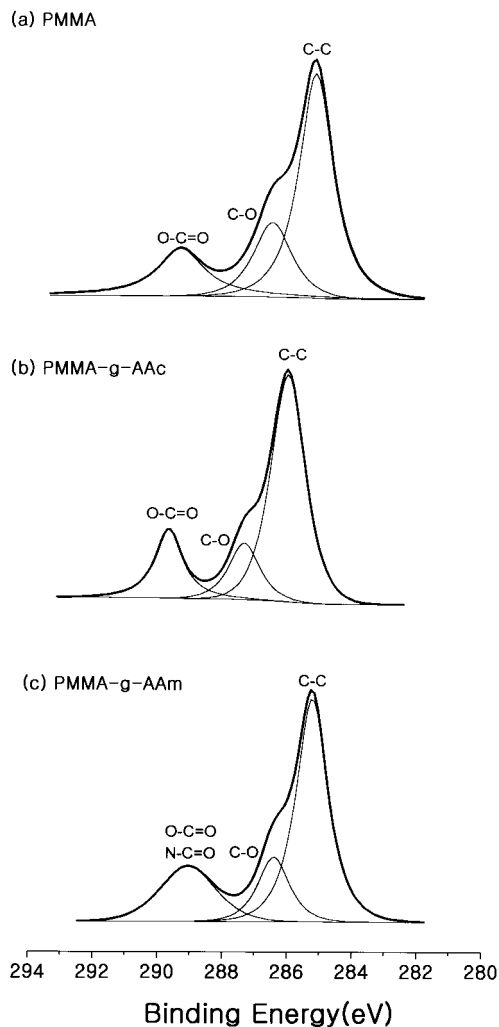 (a) PMMA
C-C
C-O
O-C=O
(b) PMMA-g-AAc
C-C
O-C=O
C-O
(c) PMMA-g-AAm
C-C
O-C=O
N-C=O C-O
294 292 290 288 286 284 282 280
Binding Energy(eV)